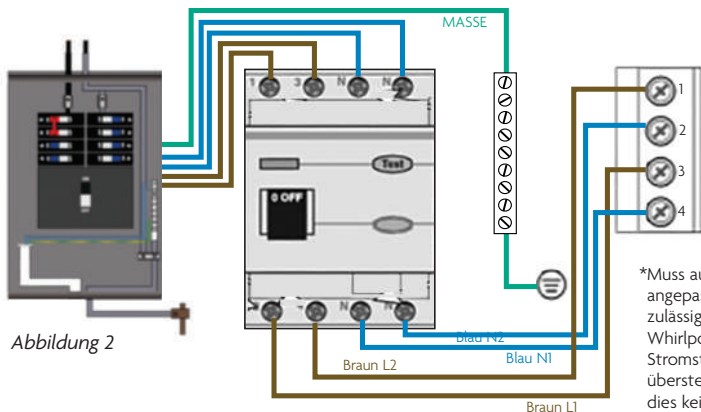 MASSE
1 3 N N
Test
0 OFF
1
2
3
4
N N
Blau N2
Blau N1
Braun L2
Braun L1
Abbildung 2
*Muss au
angepas
zulässig
Whirlpo
Stromst
überste
dies kei